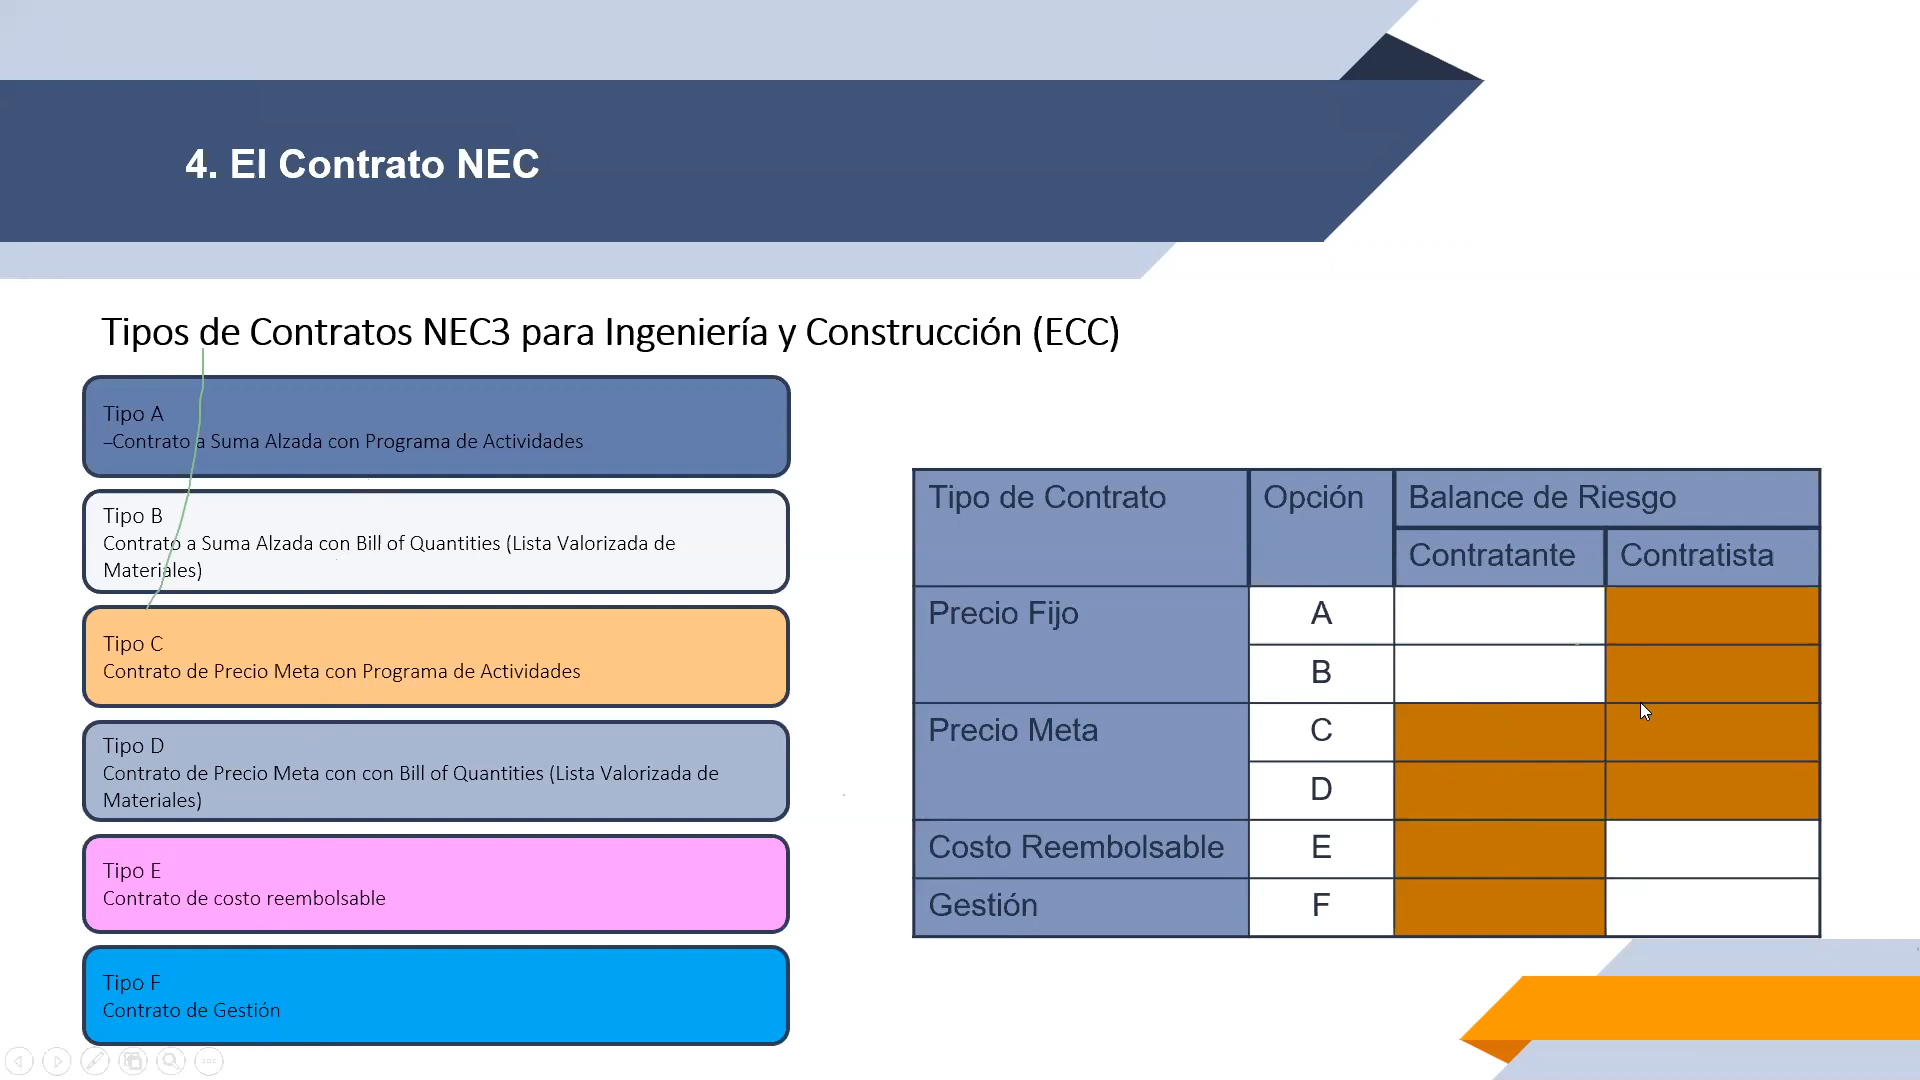 4. El Contrato NEC
Tipos de Contratos NEC3 para Ingeniería y Construcción (ECC)
Tipo A
–Contrato a Suma Alzada con Programa de Actividades
Tipo B
Contrato a Suma Alzada con Bill of Quantities (Lista Valorizada de
Materiales)
Tipo C
Contrato de Precio Meta con Programa de Actividades
Tipo D
Contrato de Precio Meta con con Bill of Quantities (Lista Valorizada de
Materiales)
Tipo E
Contrato de costo reembolsable
Tipo F
Contrato de Gestión
Tipo de Contrato Opción Balance de Riesgo
Contratante Contratista
Precio Fijo A
B
Precio Meta C
D
Costo Reembolsable E
Gestión F